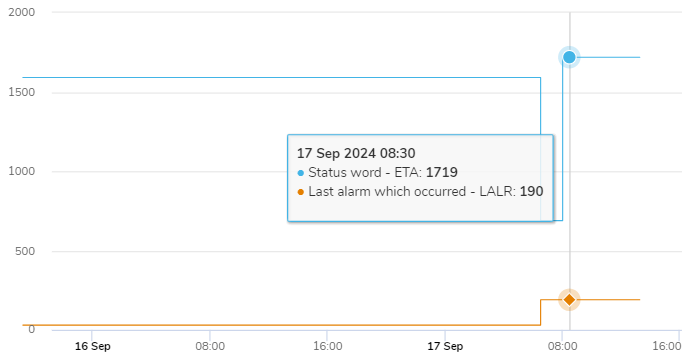 2000
1500
1000
500
0
17 Sep 2024 08:30
Status word - ETA: 1719
Last alarm which occurred - LALR: 190
16 Sep 08:00 16:00 17 Sep 08:00 16:00